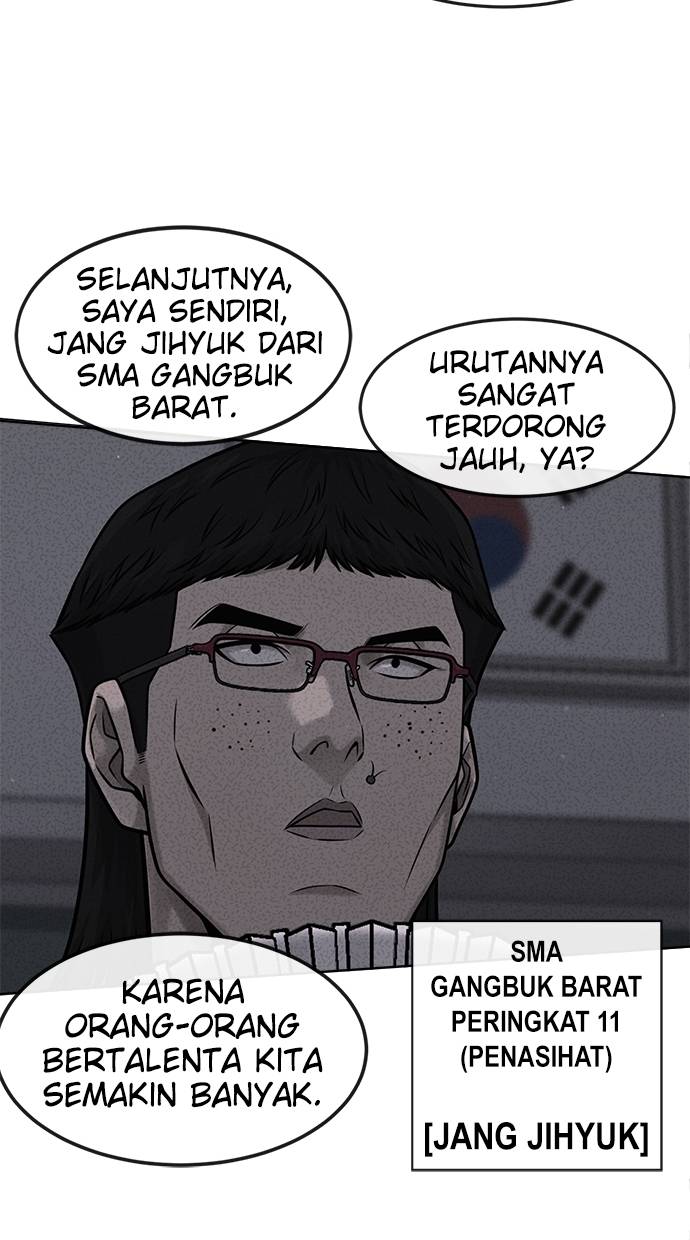 SELANJUTNYA,
SAYA SENDIRI,
JANG JIHYUK DARI
SMA GANGBUK
BARAT.
URUTANNYA
SANGAT
TERDORONG
JAUH, YA?
KARENA
ORANG-ORANG
BERTALENTA KITA
SEMAKIN BANYAK.
SMA
GANGBUK BARAT
PERINGKAT 11
(PENASIHAT)
[JANG JIHYUK]